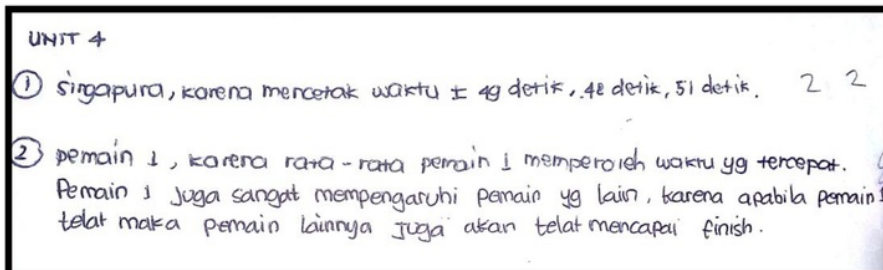 UNIT 4
① singapura, karena mencetak waktu ± 49 detik, 48 detik, 51 detik. 2 2
② pemain 1, karena rata-rata pemain 1 memperoleh waktu yg tercepat.
Pemain 1 juga sangat mempengaruhi pemain yg lain, karena apabila pemain 1
telat maka pemain lainnya juga akan telat mencapai finish.